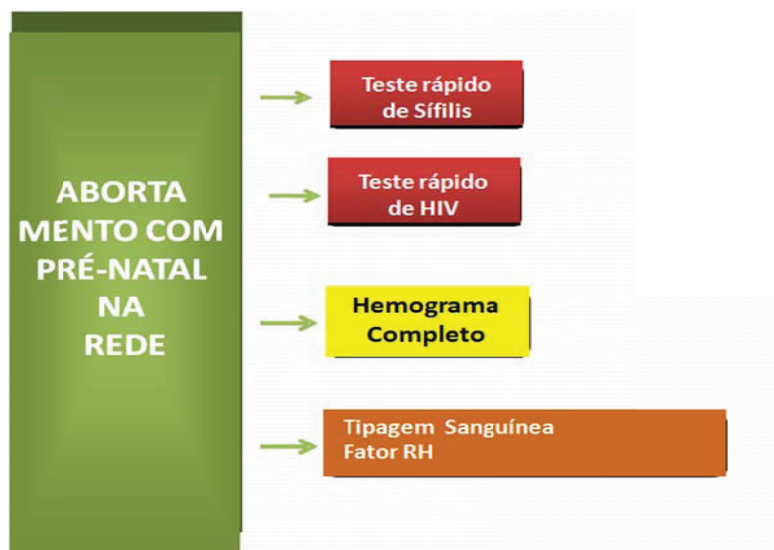 ABORTA
MENTO COM
PRÉ-NATAL
NA
REDE
Teste rápido
de Sífilis
Teste rápido
de HIV
Hemograma
Completo
Tipagem Sanguínea
Fator RH